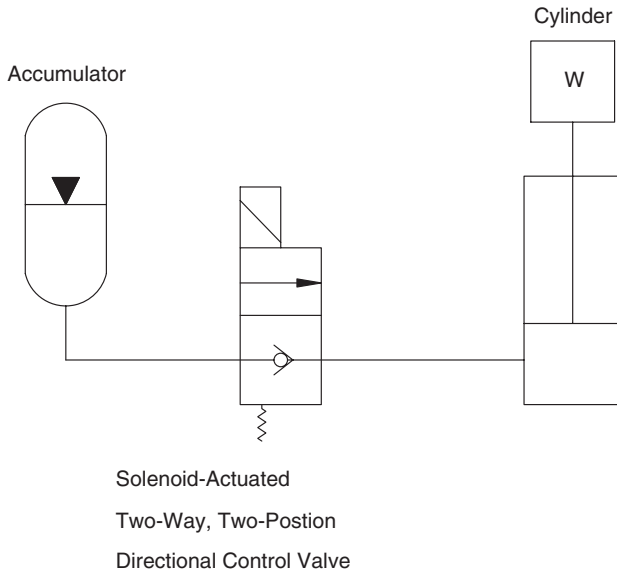 Cylinder
Accumulator
W
Solenoid-Actuated
Two-Way, Two-Postion
Directional Control Valve